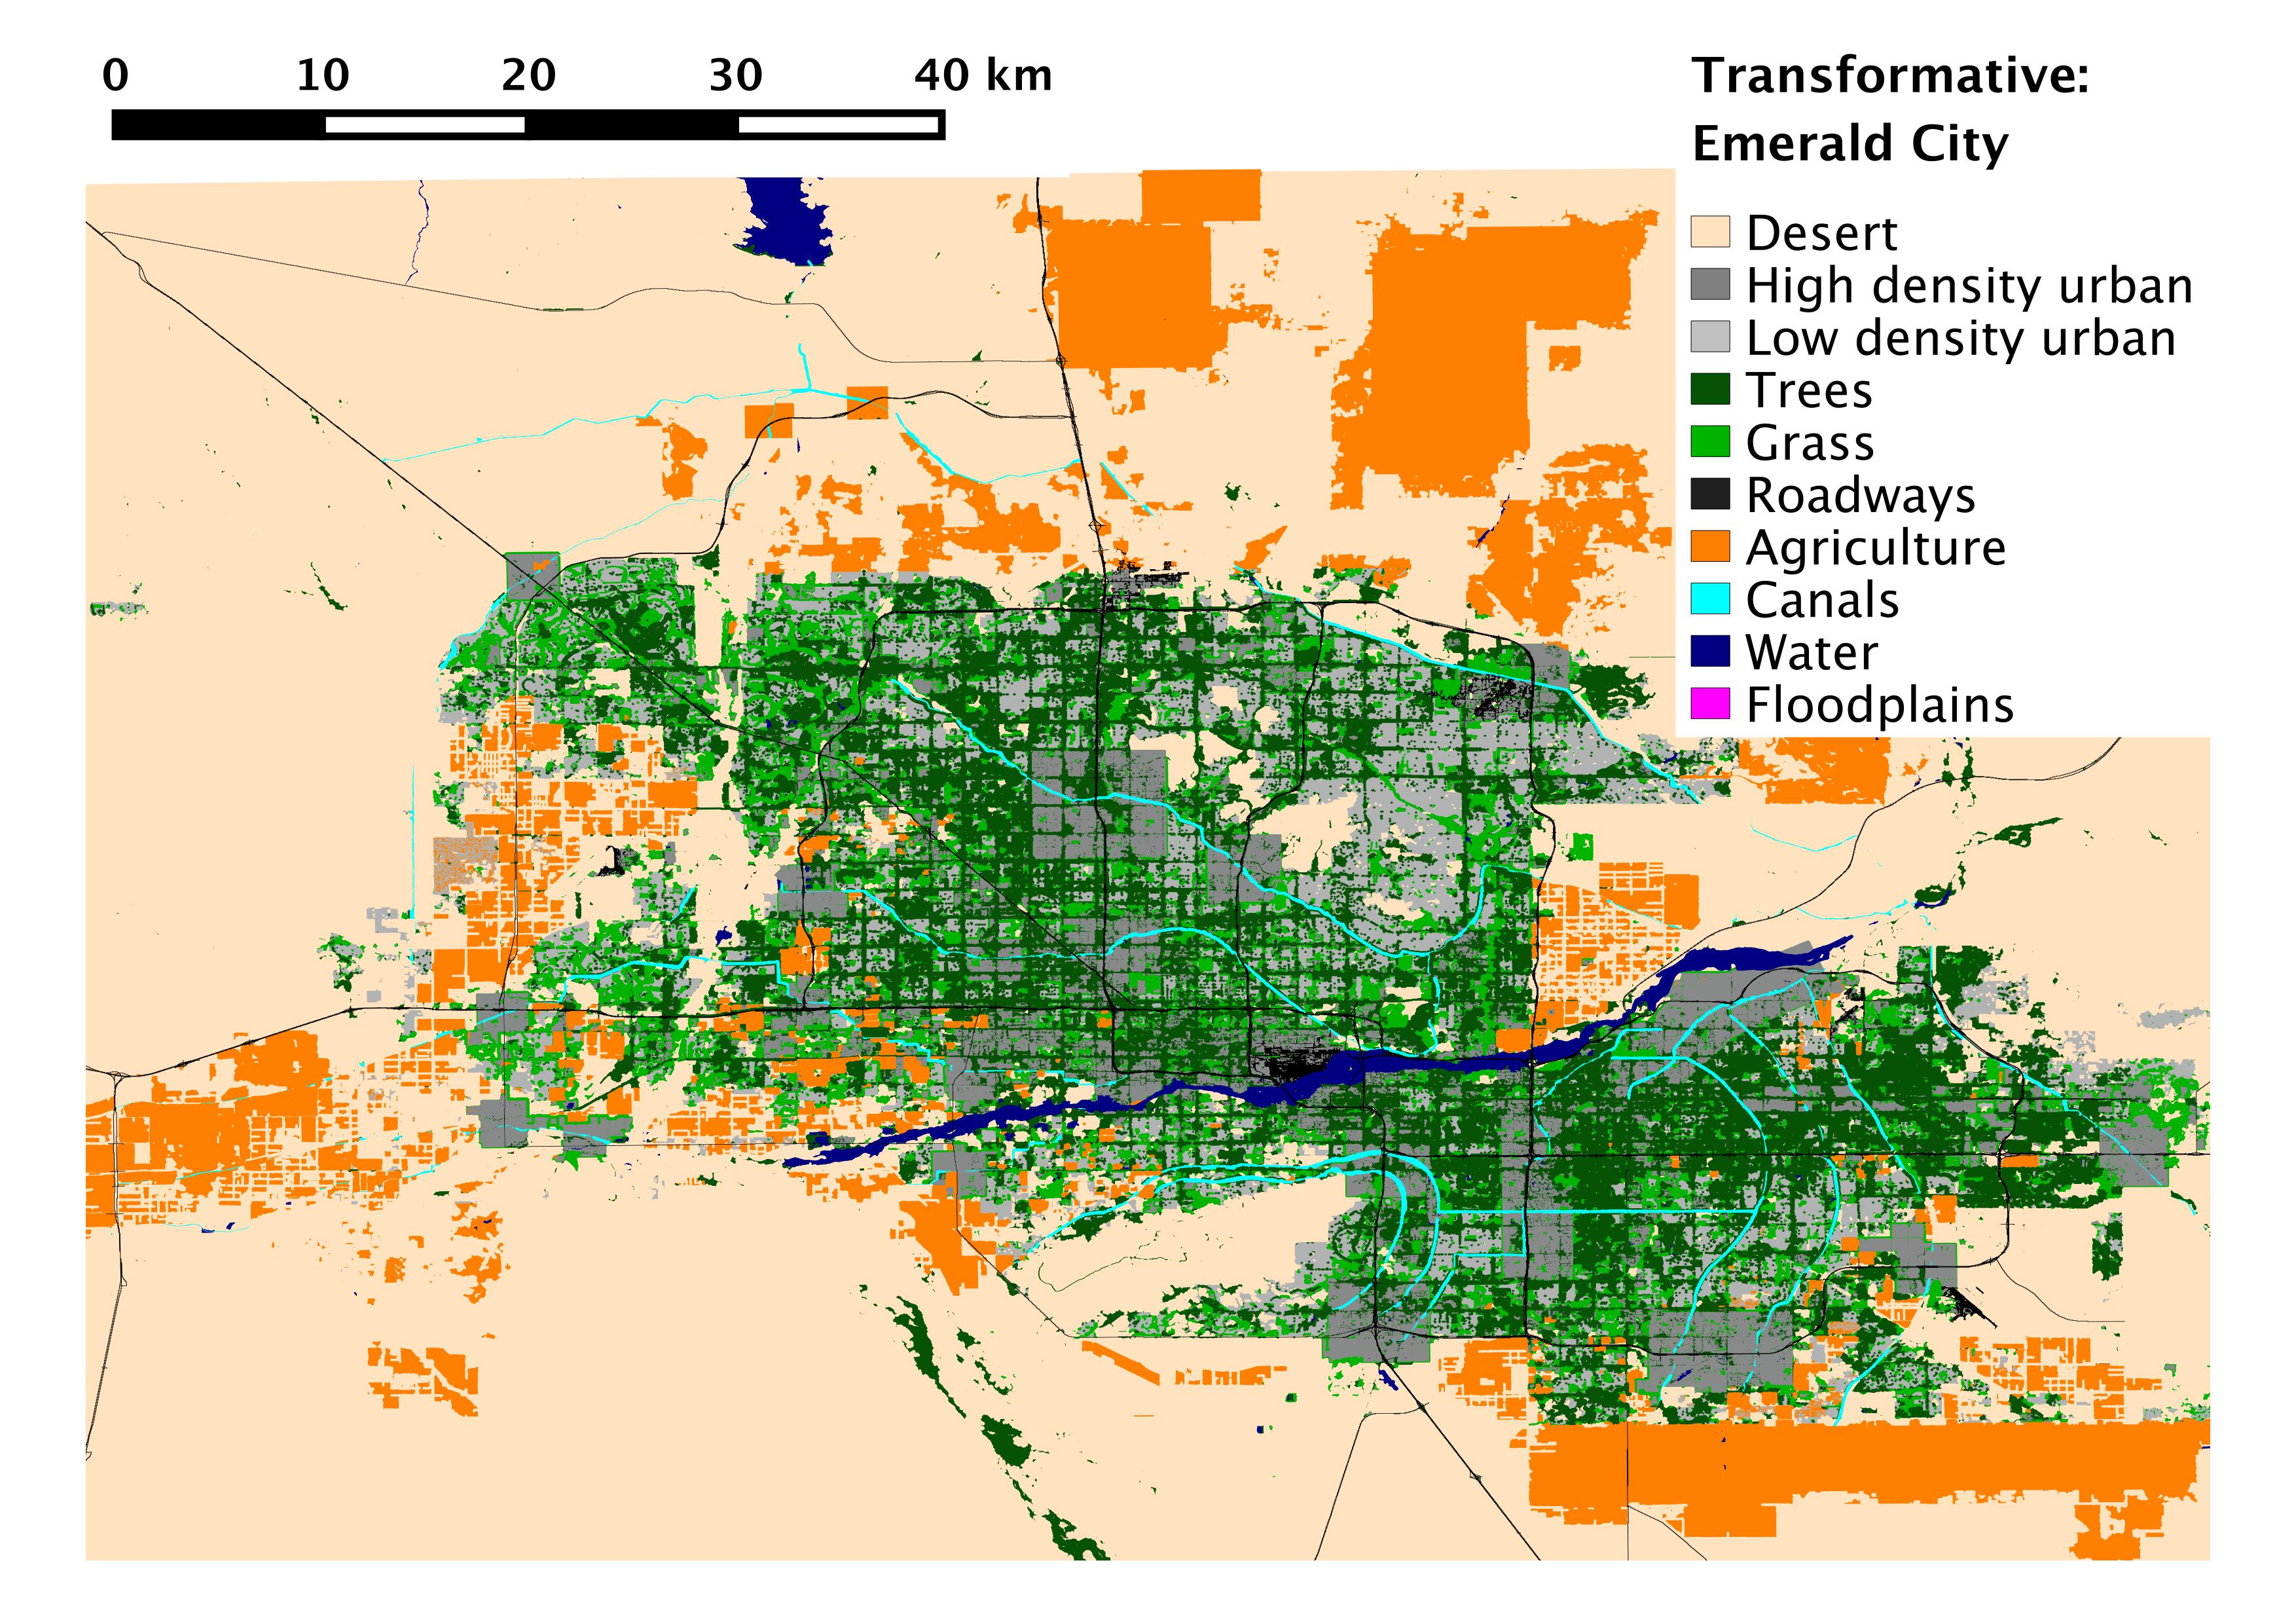 0 10 20 30 40 km
Transformative:
Emerald City
Desert
High density urban
Low density urban
Trees
Grass
Roadways
Agriculture
Canals
Water
Floodplains